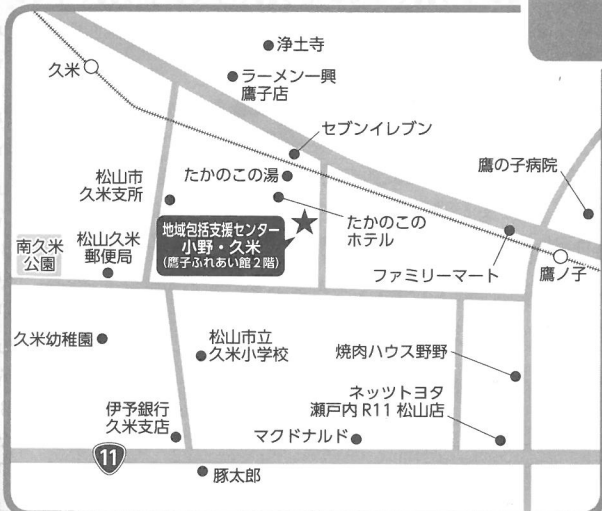 浄土寺
久米
ラーメン一興
鷹子店
セブンイレブン
鷹の子病院
松山市
久米支所
たかのこの湯
たかのこの
ホテル
地域包括支援センター
小野・久米
(鷹子ふれあい館2階)
南久米
公園
松山久米
郵便局
ファミリーマート
鷹ノ子
久米幼稚園
松山市立
久米小学校
焼肉ハウス野野
ネッツトヨタ
瀬戸内R11松山店
伊予銀行
久米支店
マクドナルド
11
豚太郎